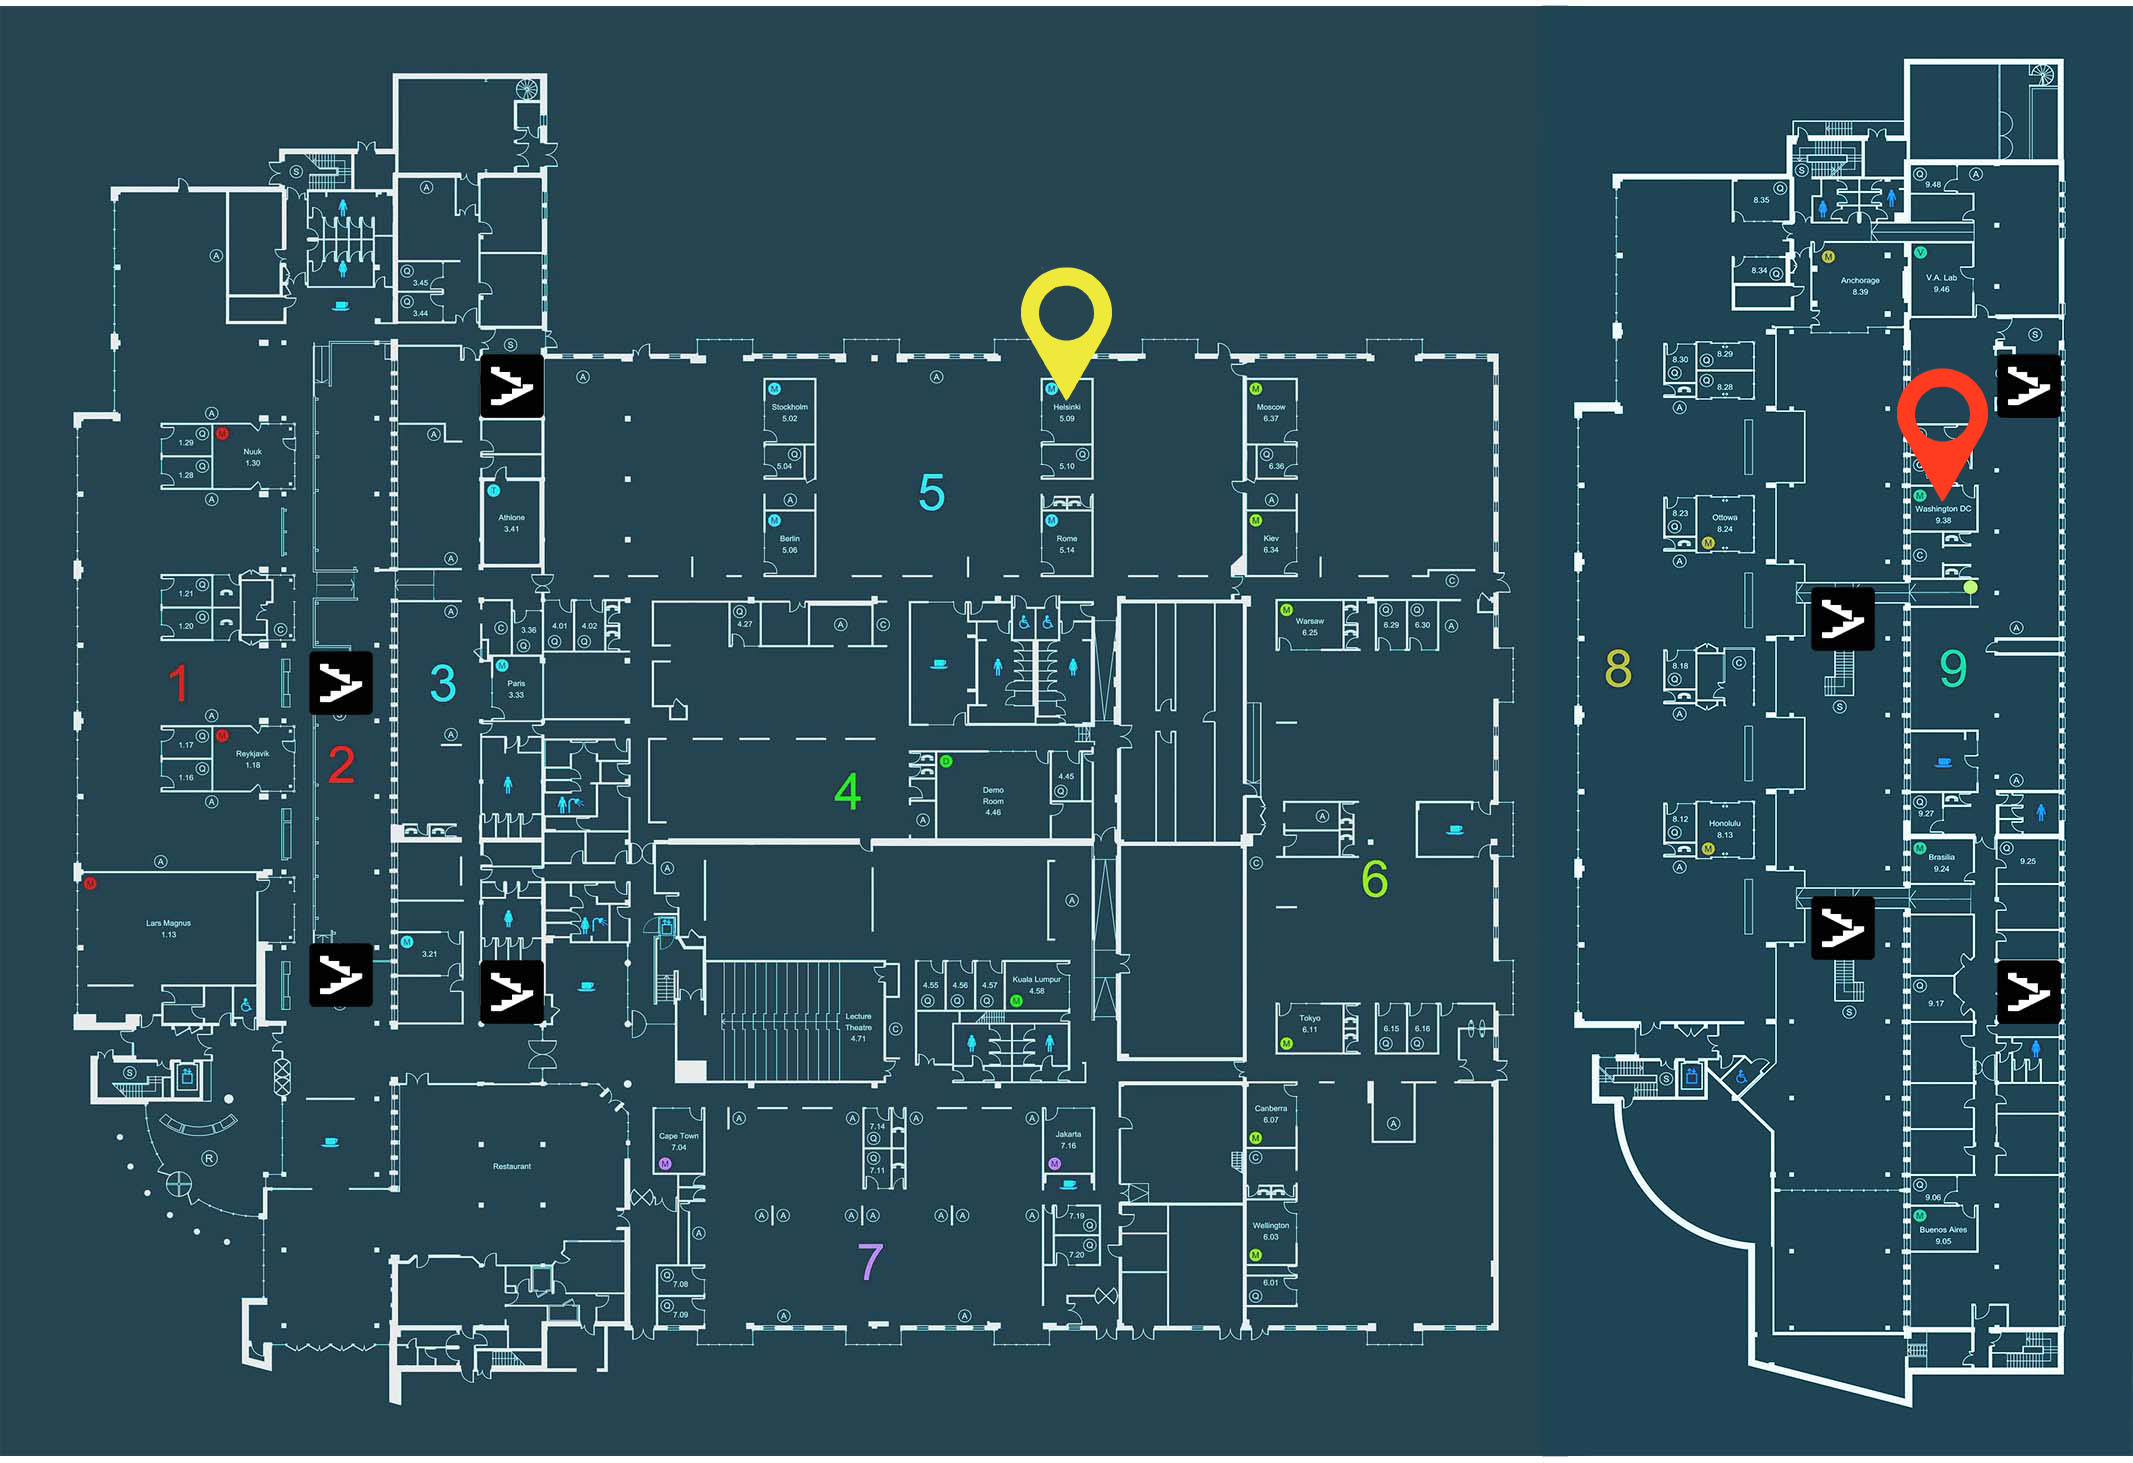 S
A
A
Q
3.45
Q
3.44
S
A
A
M
Stockholm
5.02
Q
5.04
A
M
Berlin
5.06
5
M
Helsinki
5.09
Q
5.10
M
Rome
5.14
M
Moscow
6.37
Q
6.36
A
M
Kiev
6.34
C
A
1.29
Q
1.28
Q
M
Nuuk
1.30
A
A
T
Athlone
3.41
A
1.21
Q
1.20
Q
C
A
C
3.36
Q
4.01
Q
4.02
Q
Q
4.27
A
C
M
Warsaw
6.25
Q
6.29
Q
6.30
A
1
3
M
Paris
3.33
A
A
1.17
Q
1.16
Q
M
Reykjavik
1.18
A
2
4
D
Demo
Room
4.46
4.45
Q
A
A
C
6
A
M
Lars Magnus
1.13
M
3.21
A
A
4.55
Q
4.56
Q
4.57
Q
Kuala Lumpur
4.58
M
Lecture
Theatre
4.71
C
Tokyo
6.11
M
6.15
Q
6.16
Q
S
R
Restaurant
Cape Town
7.04
M
A
A
7.14
Q
Q
7.11
A
A
Jakarta
7.16
M
Canberra
6.07
M
C
A
A
A
A
A
A
A
A
A
7
7.19
Q
Q
7.20
Wellington
6.03
M
6.01
Q
Q
7.08
Q
7.09
A
A
S
Q
8.35
8.34
Q
M
Anchorage
8.39
Q
9.48
A
V
V.A. Lab
9.46
S
8.30
Q
8.29
Q
Q
8.28
A
M
Washington DC
9.38
C
8.23
Q
Ottowa
8.24
M
A
A
8
8.18
Q
C
A
S
9
A
8.12
Q
Honolulu
8.13
M
A
Q
9.27
M
Brasilia
9.24
Q
9.25
Q
9.17
S
S
Q
9.06
M
Buenos Aires
9.05